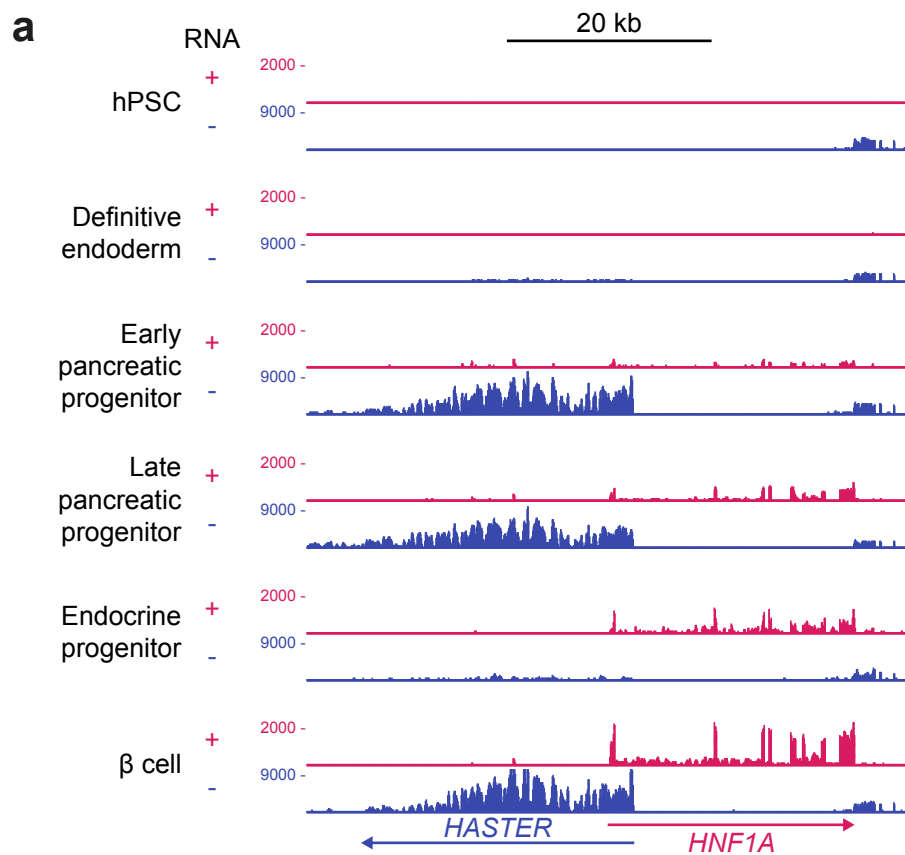 a
RNA
20 kb
hPSC
+
-
2000 -
9000 -
Definitive
endoderm
+
-
2000 -
9000 -
Early
pancreatic
progenitor
+
-
2000 -
9000 -
Late
pancreatic
progenitor
+
-
2000 -
9000 -
Endocrine
progenitor
+
-
2000 -
9000 -
β cell
+
-
2000 -
9000 -
HASTER
HNF1A